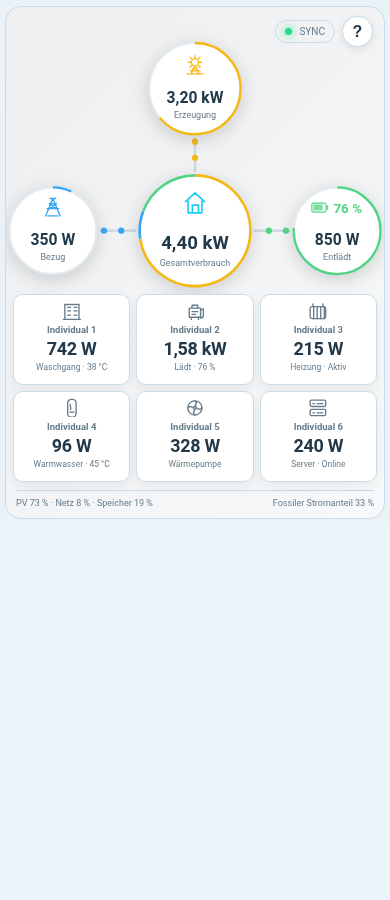 SYNC
?
3,20 kW
Erzeugung
350 W
Bezug
4,40 kW
Gesamtverbrauch
76 %
850 W
Entlädt
Individual 1
742 W
Waschgang · 38 °C
Individual 2
1,58 kW
Lädt · 76 %
Individual 3
215 W
Heizung · Aktiv
Individual 4
96 W
Warmwasser · 45 °C
Individual 5
328 W
Wärmepumpe
Individual 6
240 W
Server · Online
PV 73 % · Netz 8 % · Speicher 19 %
Fossiler Stromanteil 33 %